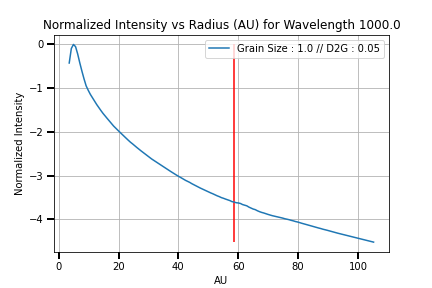 Normalized Intensity vs Radius (AU) for Wavelength 1000.0
Grain Size : 1.0 // D2G : 0.05
Normalized Intensity
0
−1
−2
−3
−4
0 20 40 60 80 100
AU